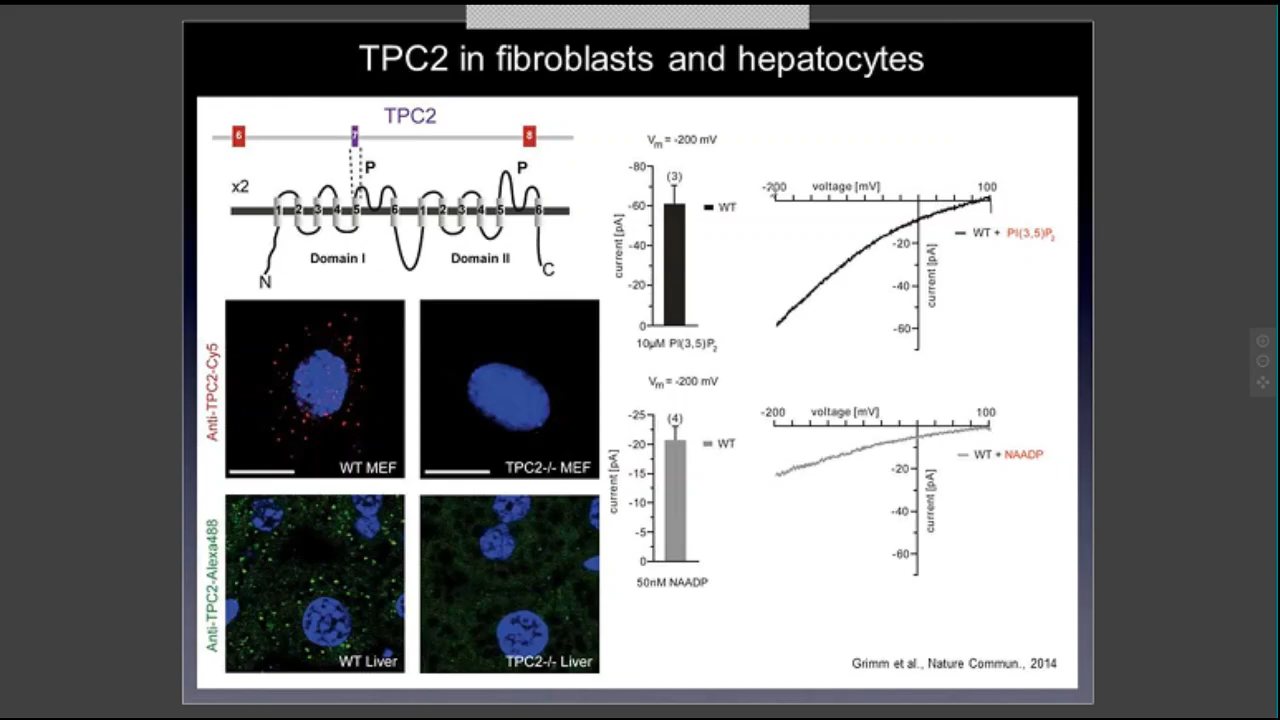 TPC2 in fibroblasts and hepatocytes
TPC2
6 7 8
P P
x2
1 2 3 4 5 6 1 2 3 4 5 6
Domain I Domain II
N C
Anti-TPC2-Cy5
WT MEF
TPC2-/- MEF
Anti-TPC2-Alexa488
WT Liver
TPC2-/- Liver
Vm = -200 mV
-80
-60
-40
-20
0
current [pA]
(3)
WT
10µM PI(3,5)P2
-200 voltage [mV] 100
WT + PI(3,5)P2
-20
-40
-60
current [pA]
Vm = -200 mV
-25
-20
-15
-10
-5
0
current [pA]
(4)
WT
50nM NAADP
-200 voltage [mV] 100
WT + NAADP
-20
-40
-60
current [pA]
Grimm et al., Nature Commun., 2014